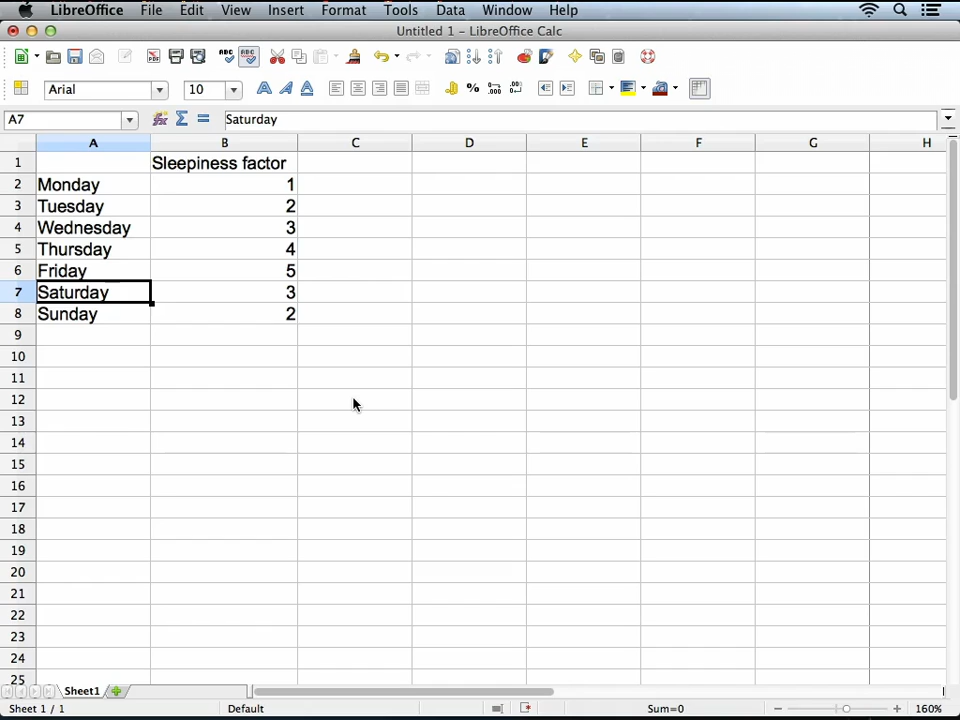 LibreOffice File Edit View Insert Format Tools Data Window Help
Untitled 1 – LibreOffice Calc
Arial 10
A7 Saturday
A B C D E F G H
1 Sleepiness factor
2 Monday 1
3 Tuesday 2
4 Wednesday 3
5 Thursday 4
6 Friday 5
7 Saturday 3
8 Sunday 2
9
10
11
12
13
14
15
16
17
18
19
20
21
22
23
24
25
Sheet1
Sheet 1 / 1 Default Sum=0 160%